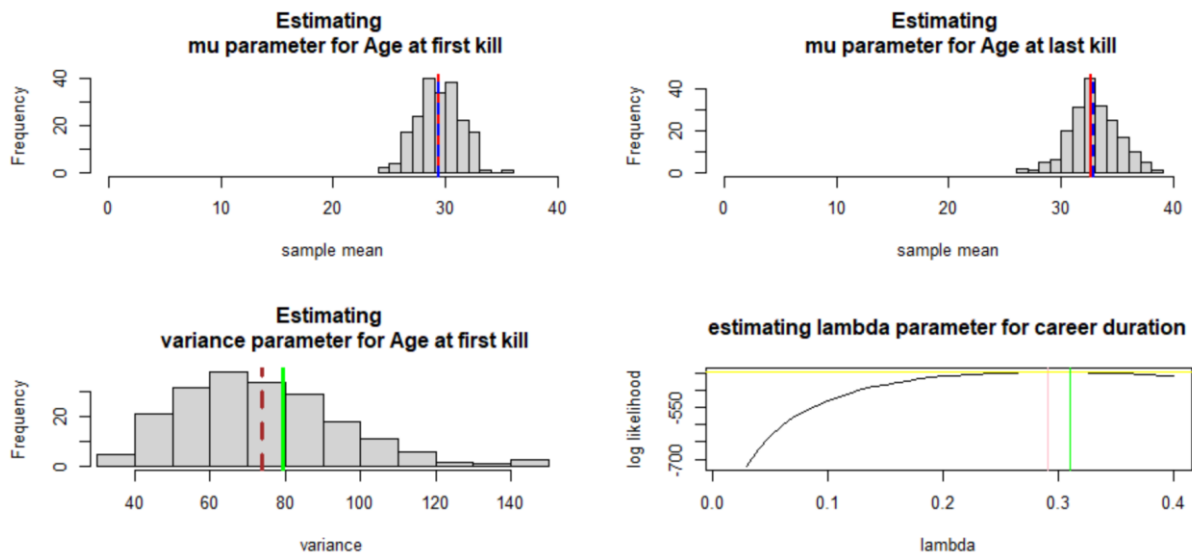 Estimating
mu parameter for Age at first kill
Frequency
0 20 40
0 10 20 30 40
sample mean
Estimating
mu parameter for Age at last kill
Frequency
0 20 40
0 10 20 30 40
sample mean
Estimating
variance parameter for Age at first kill
Frequency
0 20
40 60 80 100 120 140
variance
estimating lambda parameter for career duration
log likelihood
-700 -550
0.0 0.1 0.2 0.3 0.4
lambda